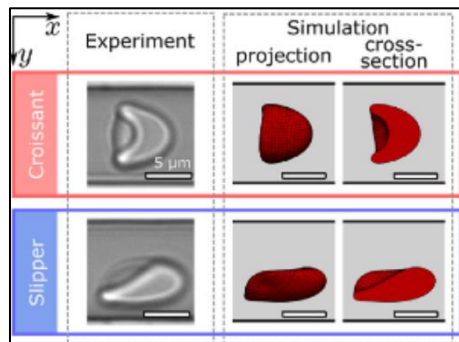 x
y
Experiment
Simulation
projection
cross-
section
Croissant
5 μm
Slipper